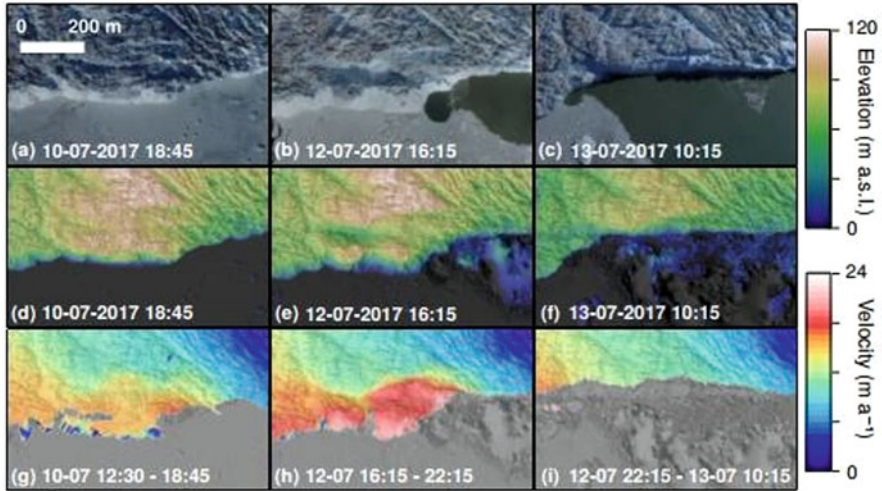 0 200 m
(a) 10-07-2017 18:45
(b) 12-07-2017 16:15
(c) 13-07-2017 10:15
120
Elevation (m a.s.l.)
0
(d) 10-07-2017 18:45
(e) 12-07-2017 16:15
(f) 13-07-2017 10:15
24
Velocity (m a⁻¹)
0
(g) 10-07 12:30 - 18:45
(h) 12-07 16:15 - 22:15
(i) 12-07 22:15 - 13-07 10:15